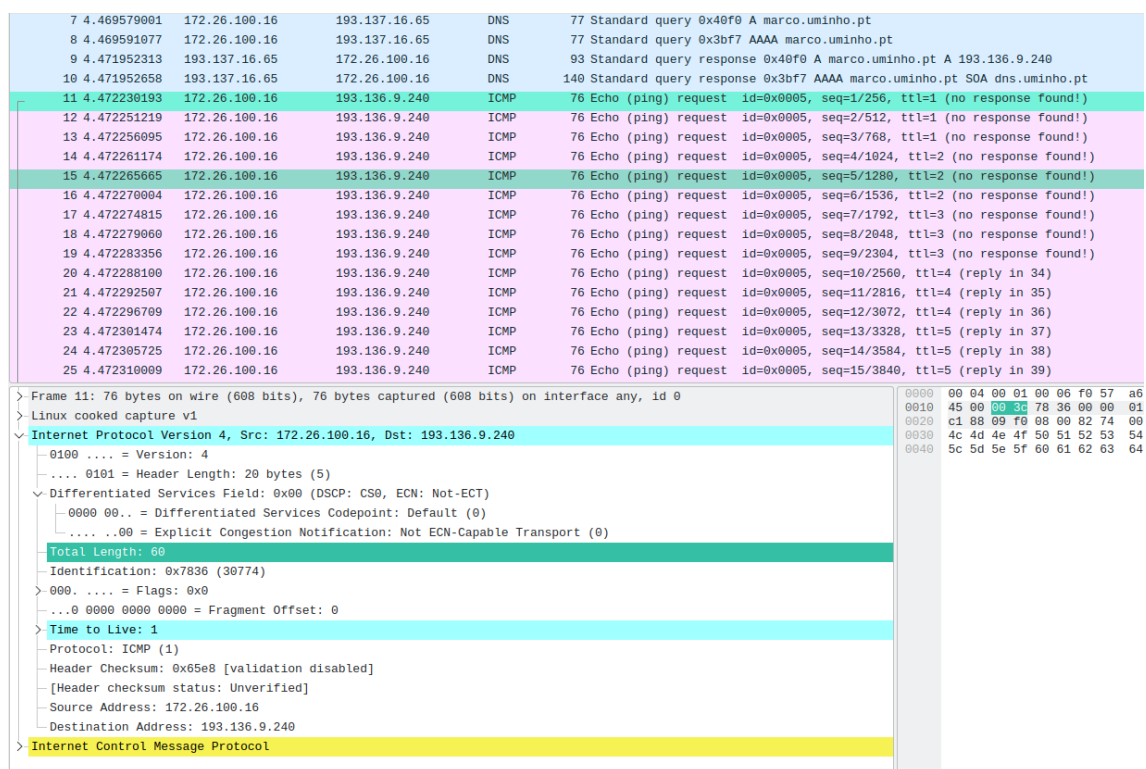 7 4.469579001 172.26.100.16 193.137.16.65 DNS 77 Standard query 0x40f0 A marco.uminho.pt
8 4.469591077 172.26.100.16 193.137.16.65 DNS 77 Standard query 0x3bf7 AAAA marco.uminho.pt
9 4.471952313 193.137.16.65 172.26.100.16 DNS 93 Standard query response 0x40f0 A marco.uminho.pt A 193.136.9.240
10 4.471952658 193.137.16.65 172.26.100.16 DNS 140 Standard query response 0x3bf7 AAAA marco.uminho.pt SOA dns.uminho.pt
11 4.472230193 172.26.100.16 193.136.9.240 ICMP 76 Echo (ping) request id=0x0005, seq=1/256, ttl=1 (no response found!)
12 4.472251219 172.26.100.16 193.136.9.240 ICMP 76 Echo (ping) request id=0x0005, seq=2/512, ttl=1 (no response found!)
13 4.472256095 172.26.100.16 193.136.9.240 ICMP 76 Echo (ping) request id=0x0005, seq=3/768, ttl=1 (no response found!)
14 4.472261174 172.26.100.16 193.136.9.240 ICMP 76 Echo (ping) request id=0x0005, seq=4/1024, ttl=2 (no response found!)
15 4.472265665 172.26.100.16 193.136.9.240 ICMP 76 Echo (ping) request id=0x0005, seq=5/1280, ttl=2 (no response found!)
16 4.472270004 172.26.100.16 193.136.9.240 ICMP 76 Echo (ping) request id=0x0005, seq=6/1536, ttl=2 (no response found!)
17 4.472274815 172.26.100.16 193.136.9.240 ICMP 76 Echo (ping) request id=0x0005, seq=7/1792, ttl=3 (no response found!)
18 4.472279060 172.26.100.16 193.136.9.240 ICMP 76 Echo (ping) request id=0x0005, seq=8/2048, ttl=3 (no response found!)
19 4.472283356 172.26.100.16 193.136.9.240 ICMP 76 Echo (ping) request id=0x0005, seq=9/2304, ttl=3 (no response found!)
20 4.472288100 172.26.100.16 193.136.9.240 ICMP 76 Echo (ping) request id=0x0005, seq=10/2560, ttl=4 (reply in 34)
21 4.472292507 172.26.100.16 193.136.9.240 ICMP 76 Echo (ping) request id=0x0005, seq=11/2816, ttl=4 (reply in 35)
22 4.472296709 172.26.100.16 193.136.9.240 ICMP 76 Echo (ping) request id=0x0005, seq=12/3072, ttl=4 (reply in 36)
23 4.472301474 172.26.100.16 193.136.9.240 ICMP 76 Echo (ping) request id=0x0005, seq=13/3328, ttl=5 (reply in 37)
24 4.472305725 172.26.100.16 193.136.9.240 ICMP 76 Echo (ping) request id=0x0005, seq=14/3584, ttl=5 (reply in 38)
25 4.472310009 172.26.100.16 193.136.9.240 ICMP 76 Echo (ping) request id=0x0005, seq=15/3840, ttl=5 (reply in 39)
Frame 11: 76 bytes on wire (608 bits), 76 bytes captured (608 bits) on interface any, id 0
Linux cooked capture v1
Internet Protocol Version 4, Src: 172.26.100.16, Dst: 193.136.9.240
0100 .... = Version: 4
.... 0101 = Header Length: 20 bytes (5)
Differentiated Services Field: 0x00 (DSCP: CS0, ECN: Not-ECT)
0000 00.. = Differentiated Services Codepoint: Default (0)
.... ..00 = Explicit Congestion Notification: Not ECN-Capable Transport (0)
Total Length: 60
Identification: 0x7836 (30774)
000. .... = Flags: 0x0
...0 0000 0000 0000 = Fragment Offset: 0
Time to Live: 1
Protocol: ICMP (1)
Header Checksum: 0x65e8 [validation disabled]
[Header checksum status: Unverified]
Source Address: 172.26.100.16
Destination Address: 193.136.9.240
Internet Control Message Protocol
0000 00 04 00 01 00 06 f0 57 a6
0010 45 00 00 3c 78 36 00 00 01
0020 c1 88 09 f0 08 00 82 74 00
0030 4c 4d 4e 4f 50 51 52 53 54
0040 5c 5d 5e 5f 60 61 62 63 64